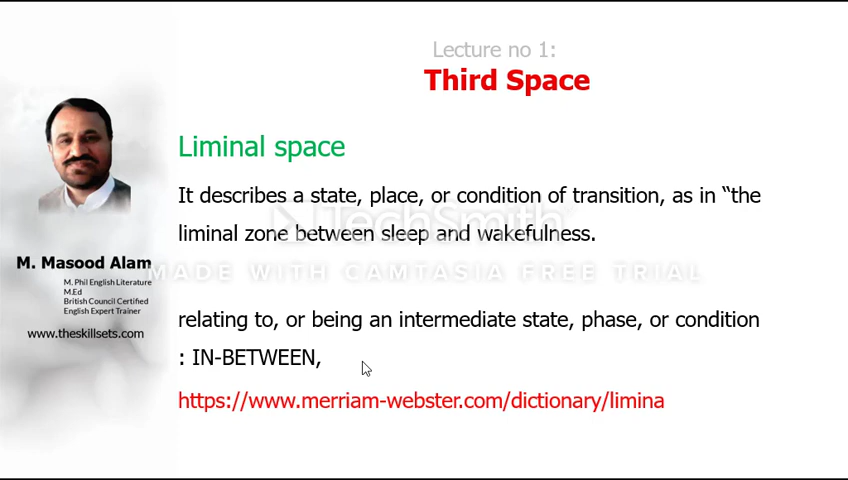 Lecture no 1:
Third Space
Liminal space
It describes a state, place, or condition of transition, as in “the
liminal zone between sleep and wakefulness.
TechSmith
MADE WITH CAMTASIA FREE TRIAL
relating to, or being an intermediate state, phase, or condition
: IN-BETWEEN,
https://www.merriam-webster.com/dictionary/limina
M. Masood Alam
M. Phil English Literature
M.Ed
British Council Certified
English Expert Trainer
www.theskillsets.com